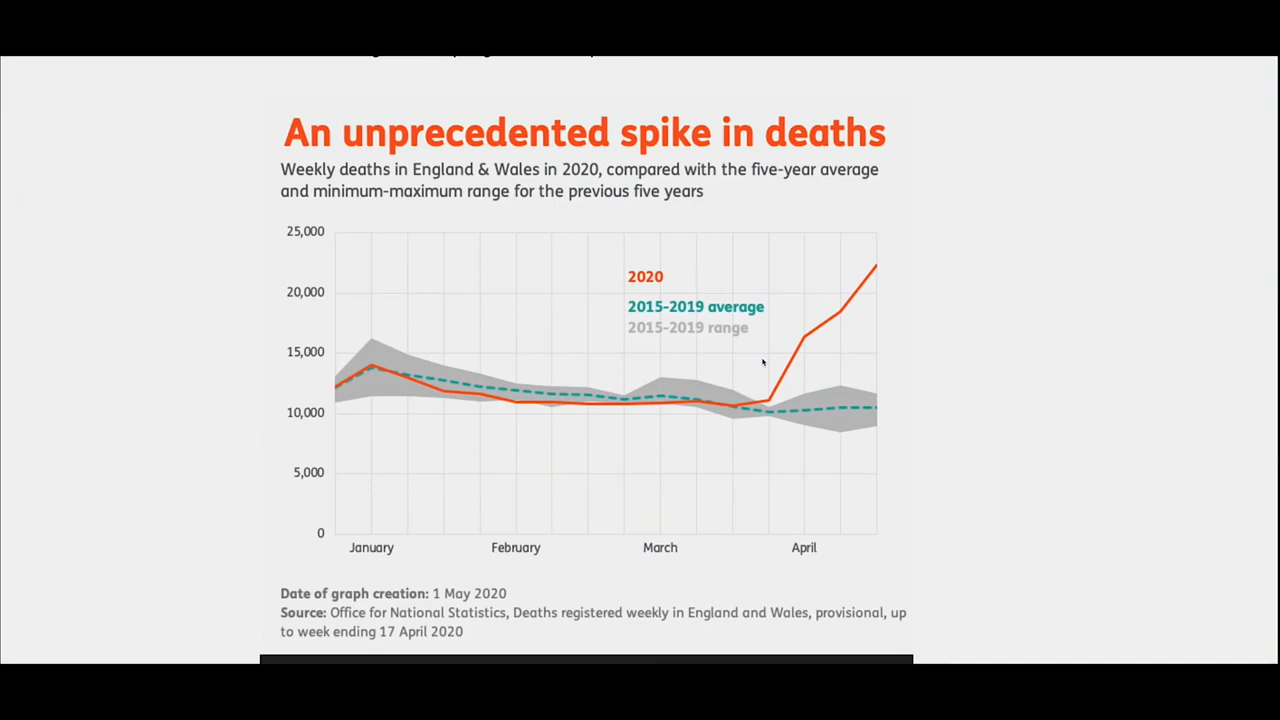 An unprecedented spike in deaths
Weekly deaths in England & Wales in 2020, compared with the five-year average
and minimum-maximum range for the previous five years
25,000
2020
20,000
2015-2019 average
2015-2019 range
15,000
10,000
5,000
0
January February March April
Date of graph creation: 1 May 2020
Source: Office for National Statistics, Deaths registered weekly in England and Wales, provisional, up
to week ending 17 April 2020